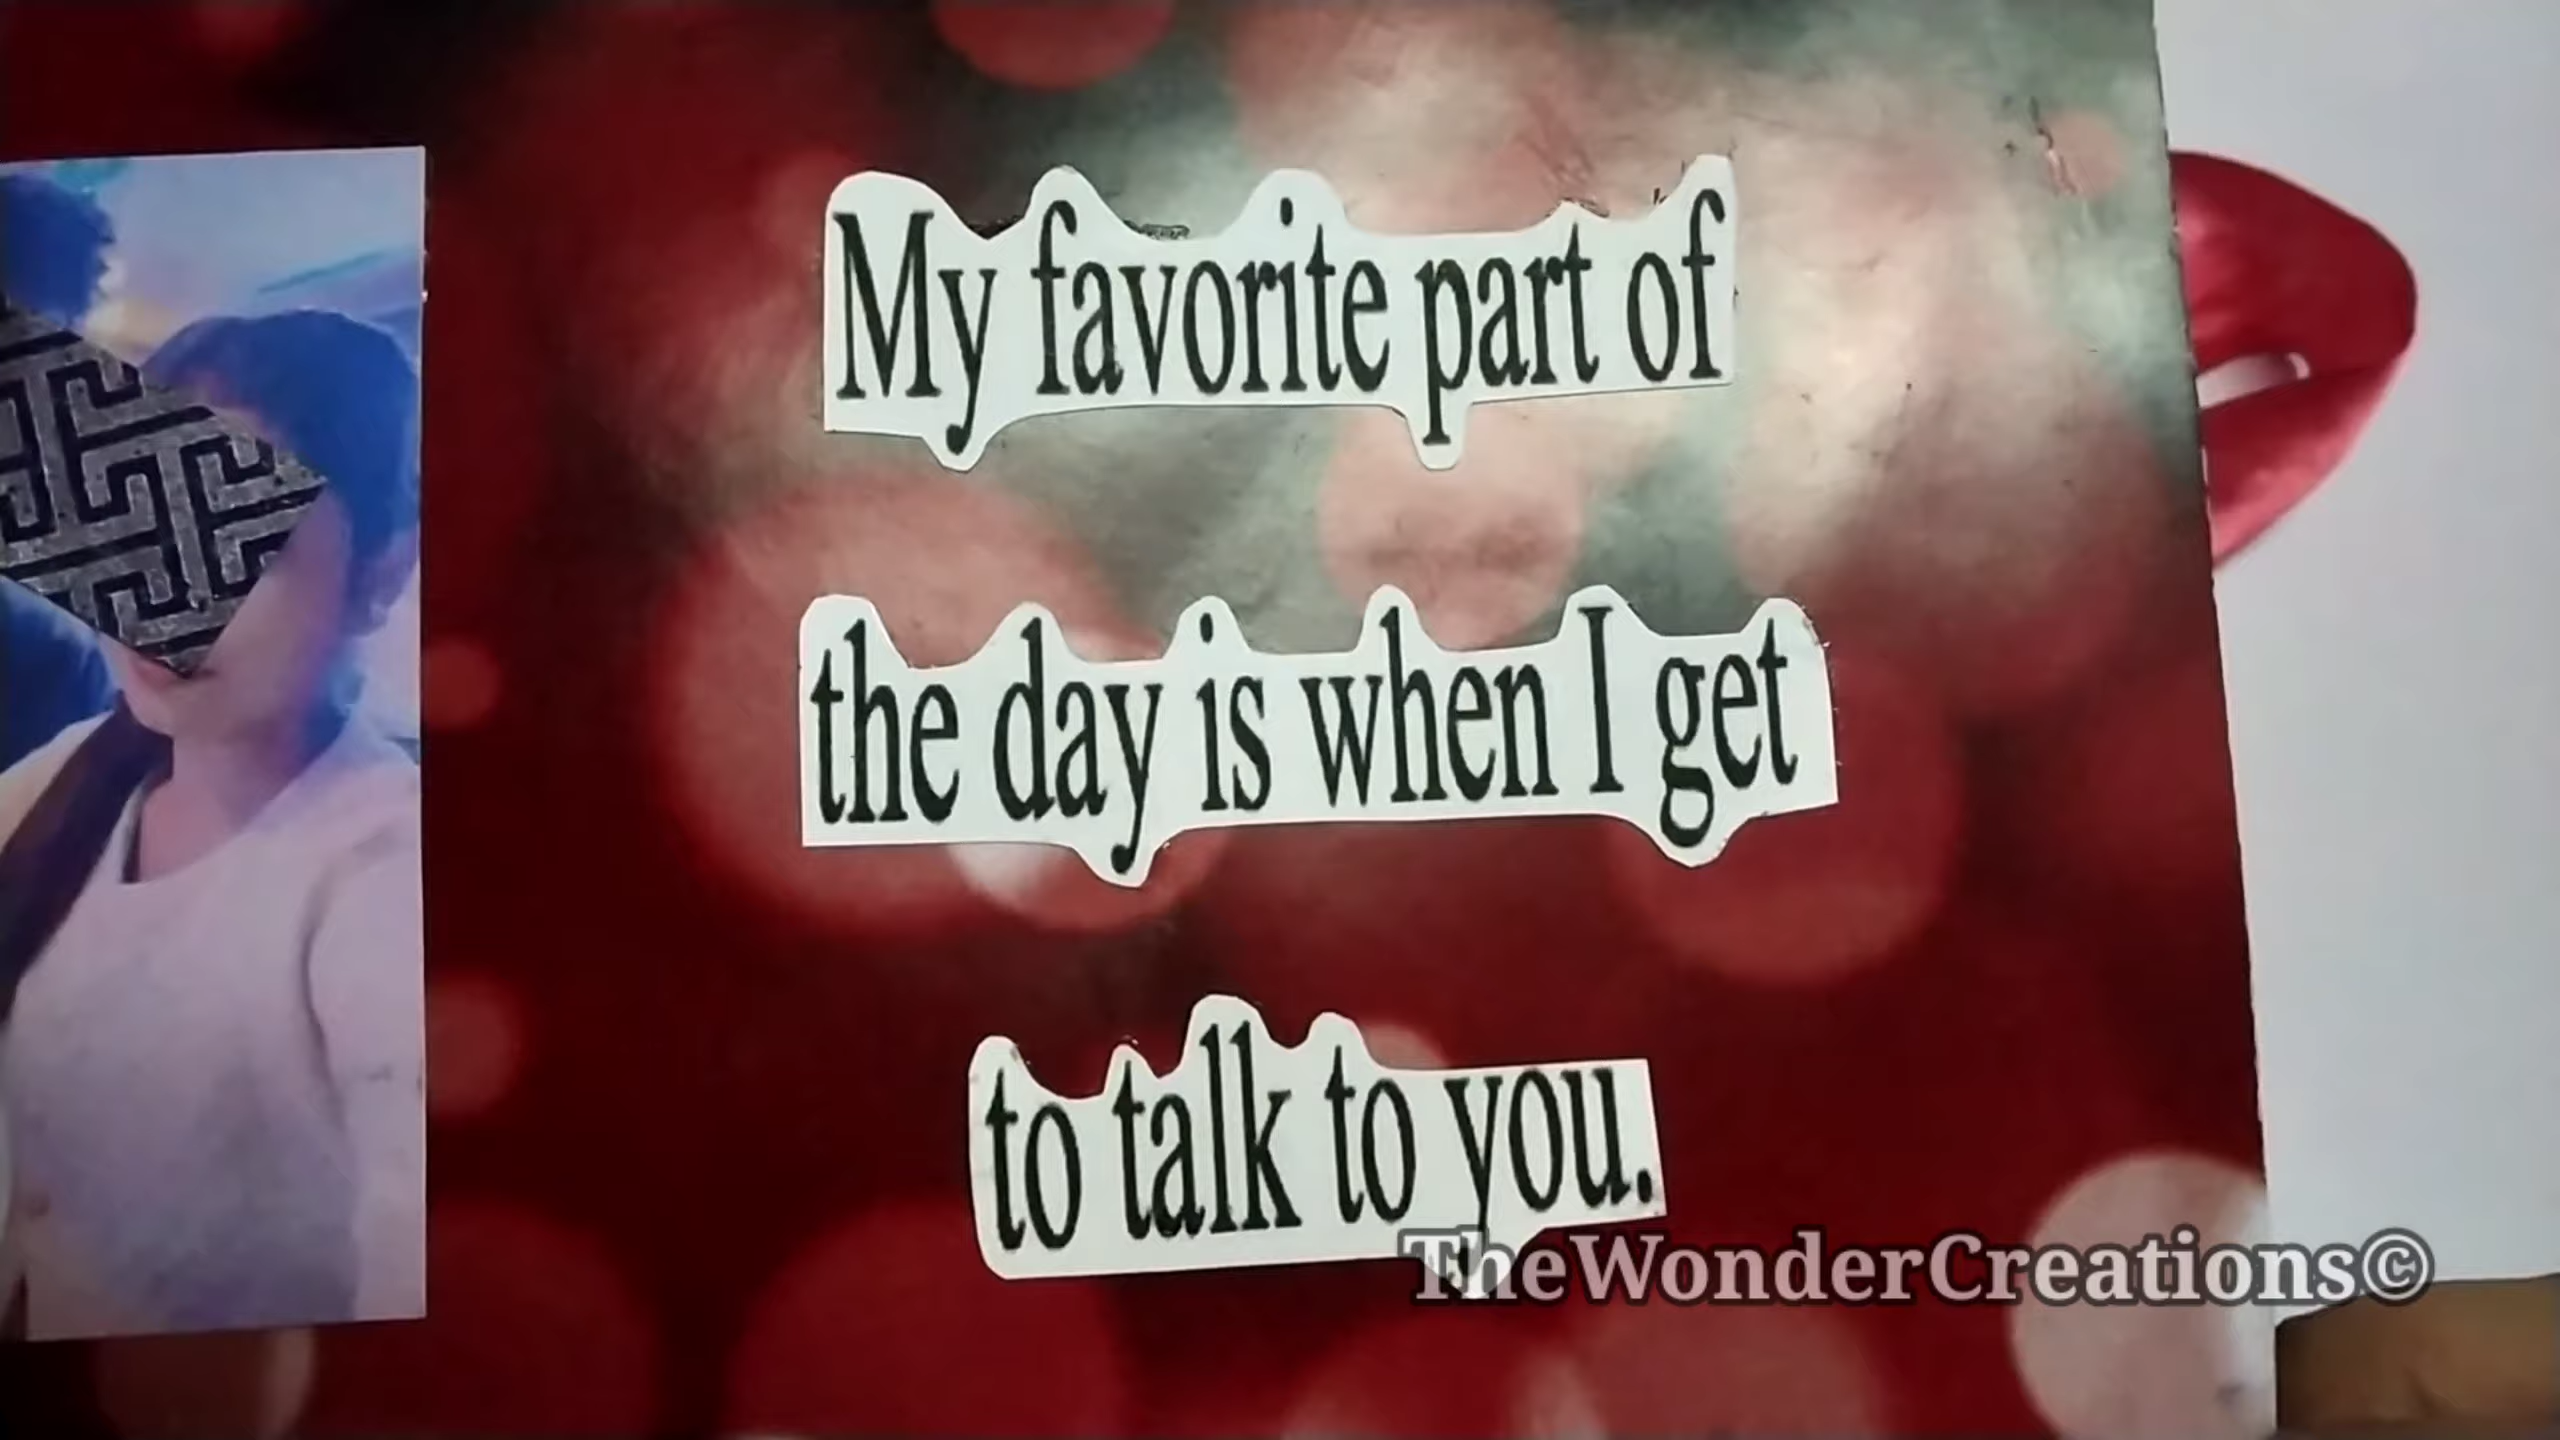 My favorite part of
the day is when I get
to talk to you.
TheWonderCreations©